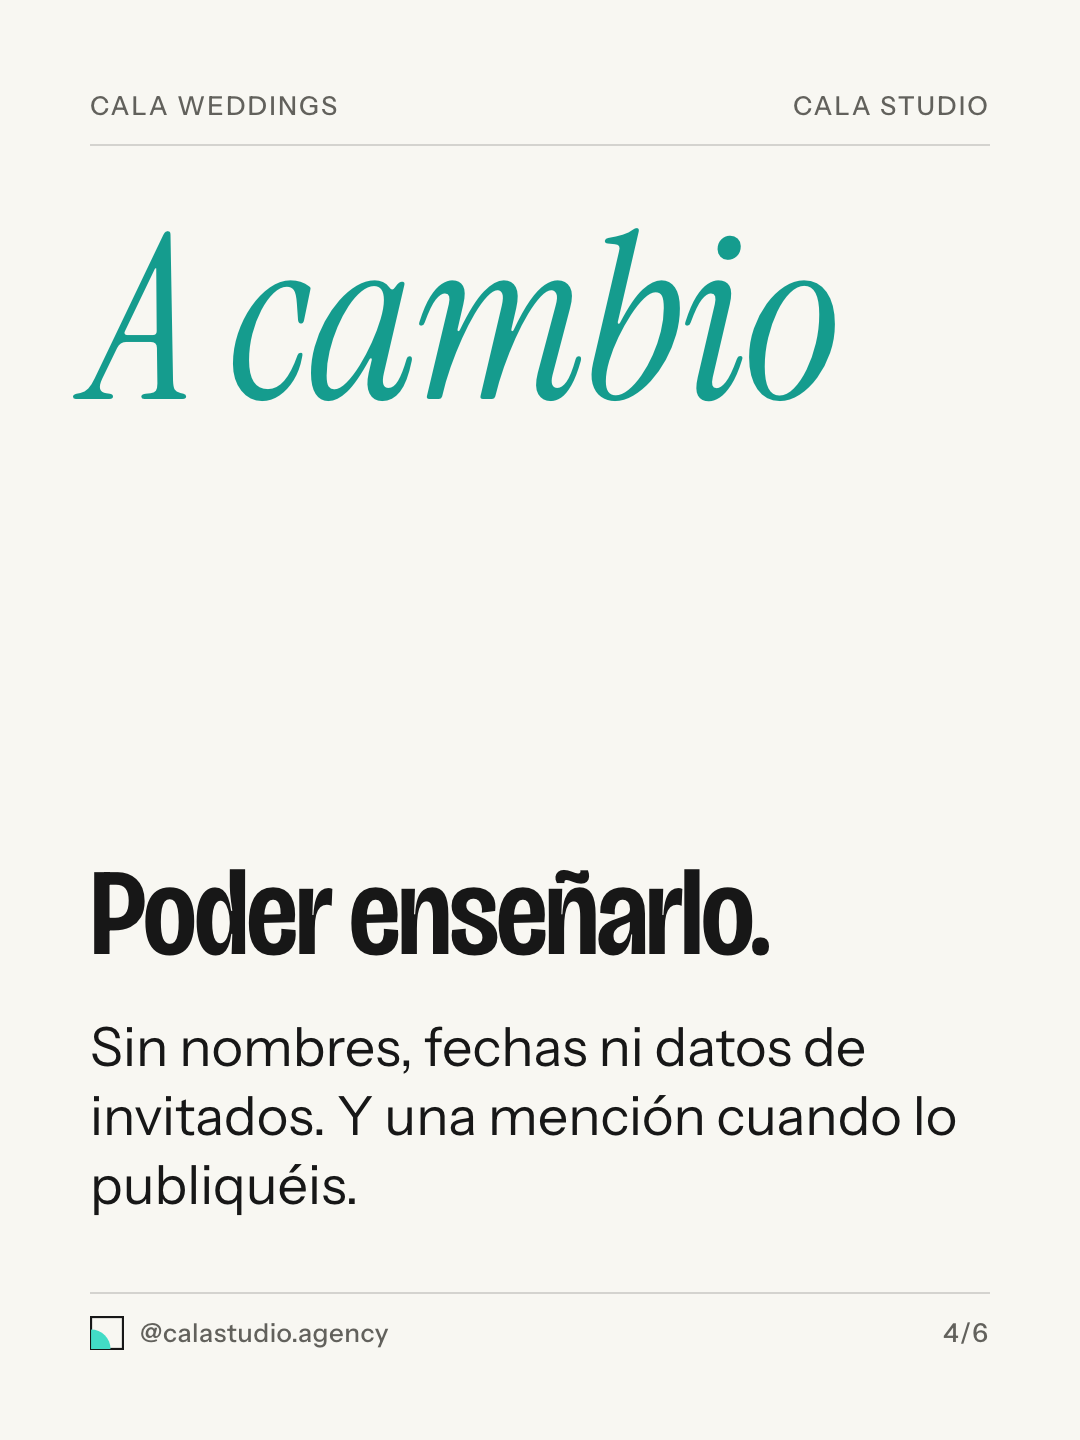 CALA WEDDINGS
CALA STUDIO
A cambio
Poder enseñarlo.
Sin nombres, fechas ni datos de
invitados. Y una mención cuando lo
publiquéis.
@calastudio.agency
4/6